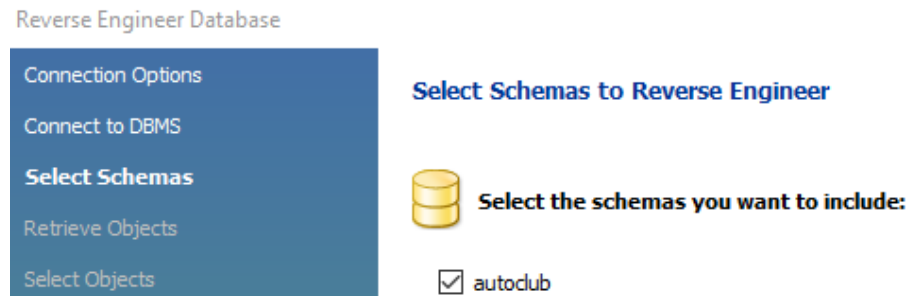 Reverse Engineer Database
Connection Options
Connect to DBMS
Select Schemas
Retrieve Objects
Select Objects
Select Schemas to Reverse Engineer
Select the schemas you want to include:
autoclub